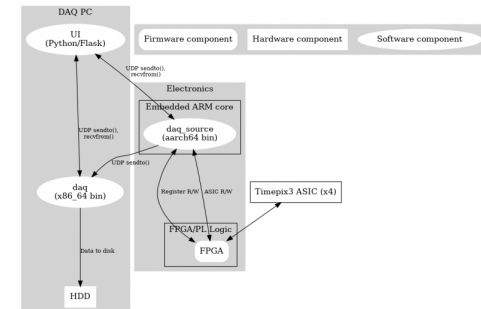 DAQ PC
UI
(Python/Flask)
Firmware component
Hardware component
Software component
UDP sendto(),
recvfrom()
Electronics
Embedded ARM core
UDP sendto(),
recvfrom()
daq_source
(aarch64 bin)
UDP sendto()
daq
(x86_64 bin)
Register R/W
ASIC R/W
Timepix3 ASIC (x4)
FPGA/PL Logic
FPGA
Data to disk
HDD